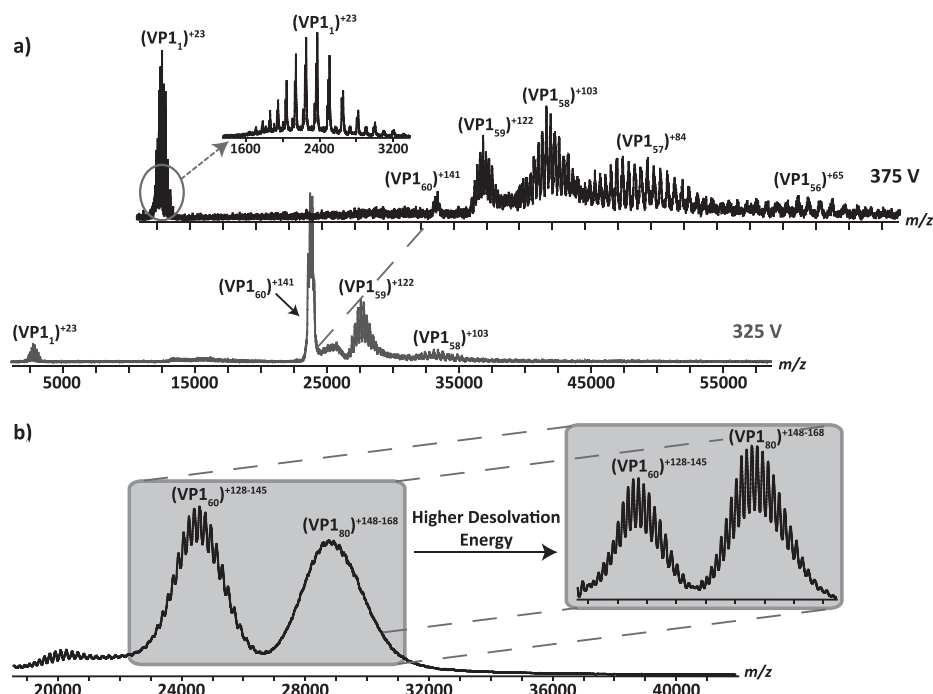 a)
(VP1₁)⁺²³
(VP1₁)⁺²³
1600 2400 3200
(VP1₆₀)⁺¹⁴¹
(VP1₅₉)⁺¹²²
(VP1₅₈)⁺¹⁰³
(VP1₅₇)⁺⁸⁴
(VP1₅₆)⁺⁶⁵
375 V
m/z
(VP1₁)⁺²³
(VP1₆₀)⁺¹⁴¹
(VP1₅₉)⁺¹²²
(VP1₅₈)⁺¹⁰³
325 V
5000 15000 25000 35000 45000 55000 m/z
b)
(VP1₆₀)⁺¹²⁸⁻¹⁴⁵
(VP1₈₀)⁺¹⁴⁸⁻¹⁶⁸
Higher Desolvation
Energy
(VP1₆₀)⁺¹²⁸⁻¹⁴⁵
(VP1₈₀)⁺¹⁴⁸⁻¹⁶⁸
20000 24000 28000 32000 36000 40000 m/z